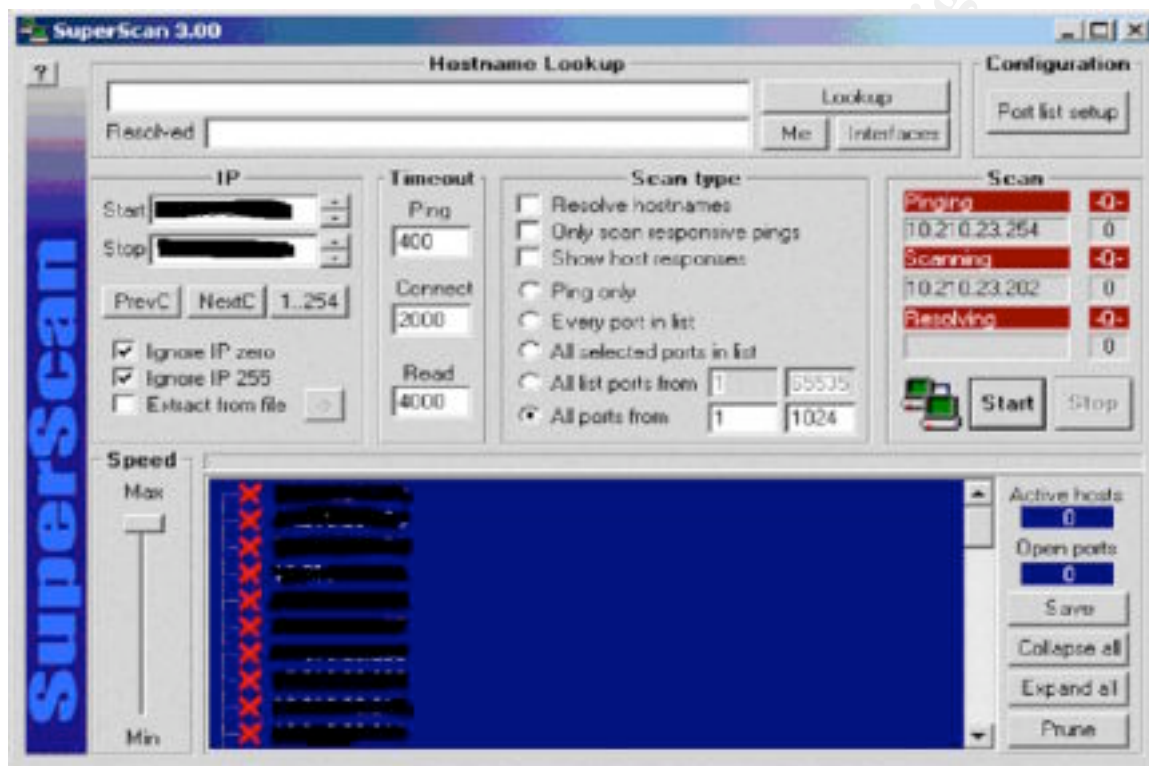 SuperScan 3.00
?
Hostname Lookup
Lookup
Resolved
Me
Interfaces
Configuration
Port list setup
IP
Start
Stop
PrevC
NextC
1..254
Ignore IP zero
Ignore IP 255
Extract from file
Timeout
Ping
400
Connect
2000
Read
4000
Scan type
Resolve hostnames
Only scan responsive pings
Show host responses
Ping only
Every port in list
All selected ports in list
All list ports from 1 65535
All ports from 1 1024
Scan
Pinging
10.210.23.254 0
Scanning
10.210.23.202 0
Resolving
0
Start
Stop
SuperScan
Speed
Max
Min
Active hosts
0
Open ports
0
Save
Collapse all
Expand all
Prune